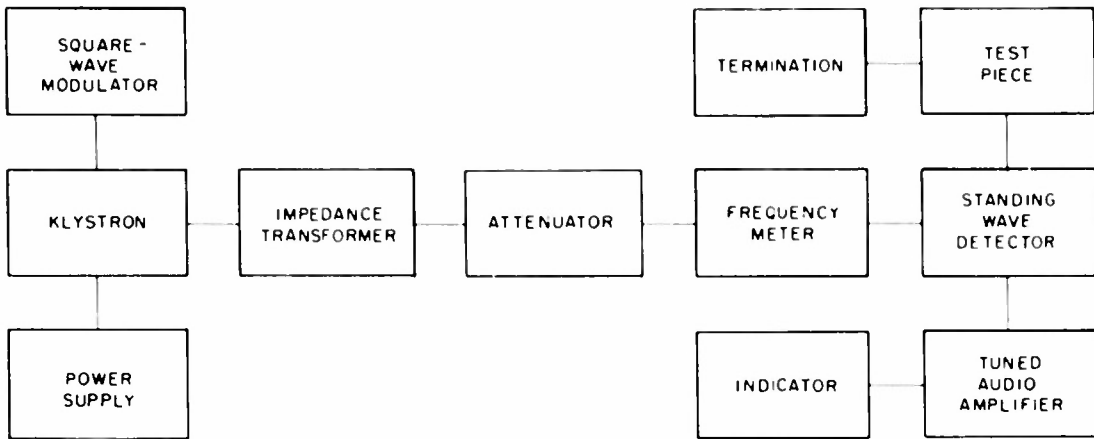 SQUARE-
WAVE
MODULATOR
TERMINATION
TEST
PIECE
KLYSTRON
IMPEDANCE
TRANSFORMER
ATTENUATOR
FREQUENCY
METER
STANDING
WAVE
DETECTOR
POWER
SUPPLY
INDICATOR
TUNED
AUDIO
AMPLIFIER